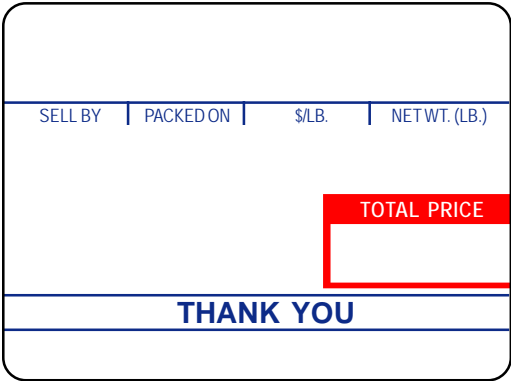 SELL BY PACKED ON $/LB. NET WT. (LB.)
TOTAL PRICE
THANK YOU